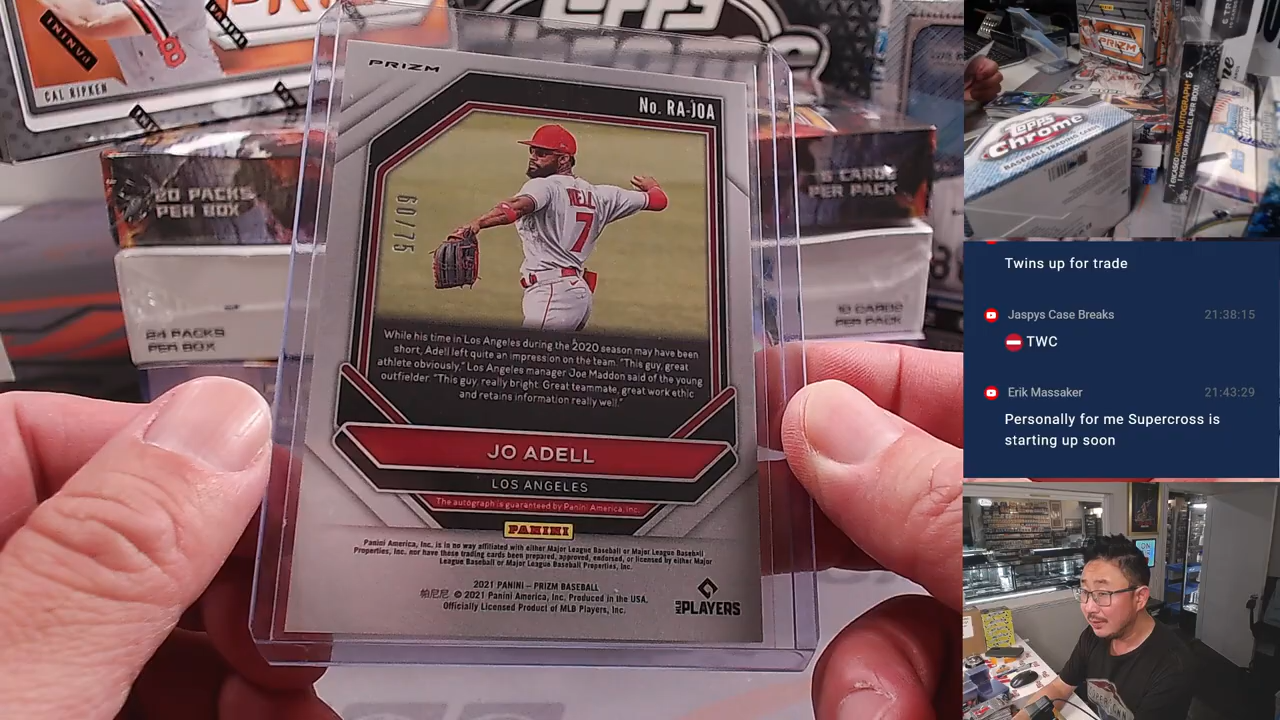 PANINI
PANINI
8
CAL RIPKEN
20 PACKS
PER BOX
24 PACKS
PER BOX
6 CARDS
PER PACK
10 CARDS
PER PACK
PRIZM
No. RA-JOA
60/75
7
While his time in Los Angeles during the 2020 season may have been
short, Adell left quite an impression on the team. "This guy, great
athlete obviously," Los Angeles manager Joe Maddon said of the young
outfielder. "This guy, really bright. Great teammate, great work ethic
and retains information really well."
JO ADELL
LOS ANGELES
The autograph is guaranteed by Panini America, Inc.
PANINI
Panini America, Inc. is in no way affiliated with either Major League Baseball or Major League Baseball
Properties, Inc. nor have these trading cards been prepared, approved, endorsed, or licensed by either Major
League Baseball or Major League Baseball Properties, Inc.
2021 PANINI – PRIZM BASEBALL
帕尼尼 © 2021 Panini America, Inc. Produced in the USA.
Officially Licensed Product of MLB Players, Inc.
MLB PLAYERS
PRIZM
TOPPS
Chrome
BASEBALL TRADING CARDS
Twins up for trade
Jaspys Case Breaks 21:38:15
TWC
Erik Massaker 21:43:29
Personally for me Supercross is
starting up soon